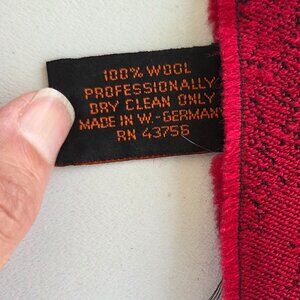 100% WOOL
PROFESSIONALLY
DRY CLEAN ONLY
MADE IN W.-GERMANY
RN 43756